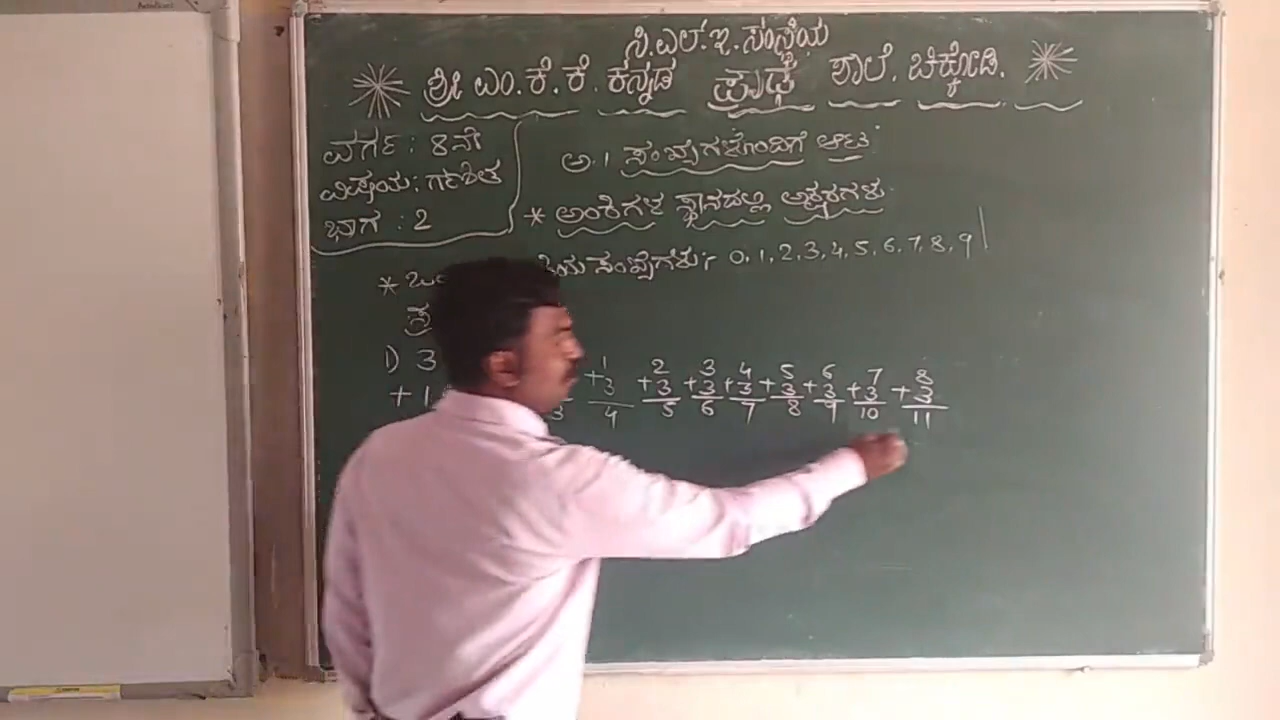 ಸಿ.ಎಲ್.ಇ.ಸಂಸ್ಥೆಯ
ಶ್ರೀ ಎಂ.ಕೆ.ಕೆ ಕನ್ನಡ ಪ್ರಾಢ ಶಾಲೆ. ಚಿಕ್ಕೋಡಿ.
ವರ್ಗ: 8ನೇ
ವಿಷಯ: ಗಣಿತ
ಭಾಗ : 2
ಅ. 1 ಸಂಖ್ಯೆಗಳೊಂದಿಗೆ ಆಟ
* ಅಂಕೆಗಳ ಸ್ಥಾನದಲ್ಲಿ ಅಕ್ಷರಗಳು
* ಸಂಖ್ಯೆಗಳು:- 0, 1, 2, 3, 4, 5, 6, 7, 8, 9
1) 3 1 2 3 4 5 6 7 8
+ 1 +3 +3 +3 +3 +3 +3 +3 +3
3 4 5 6 7 8 9 10 11